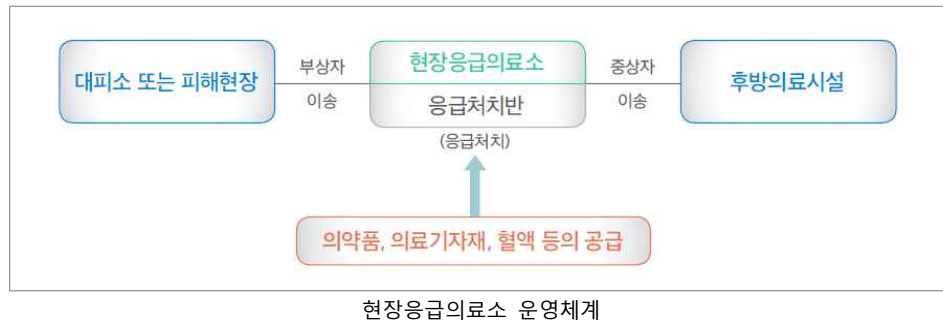 대피소 또는 피해현장
부상자
이송
현장응급의료소
응급처치반
(응급처치)
중상자
이송
후방의료시설
의약품, 의료기자재, 혈액 등의 공급
현장응급의료소 운영체계